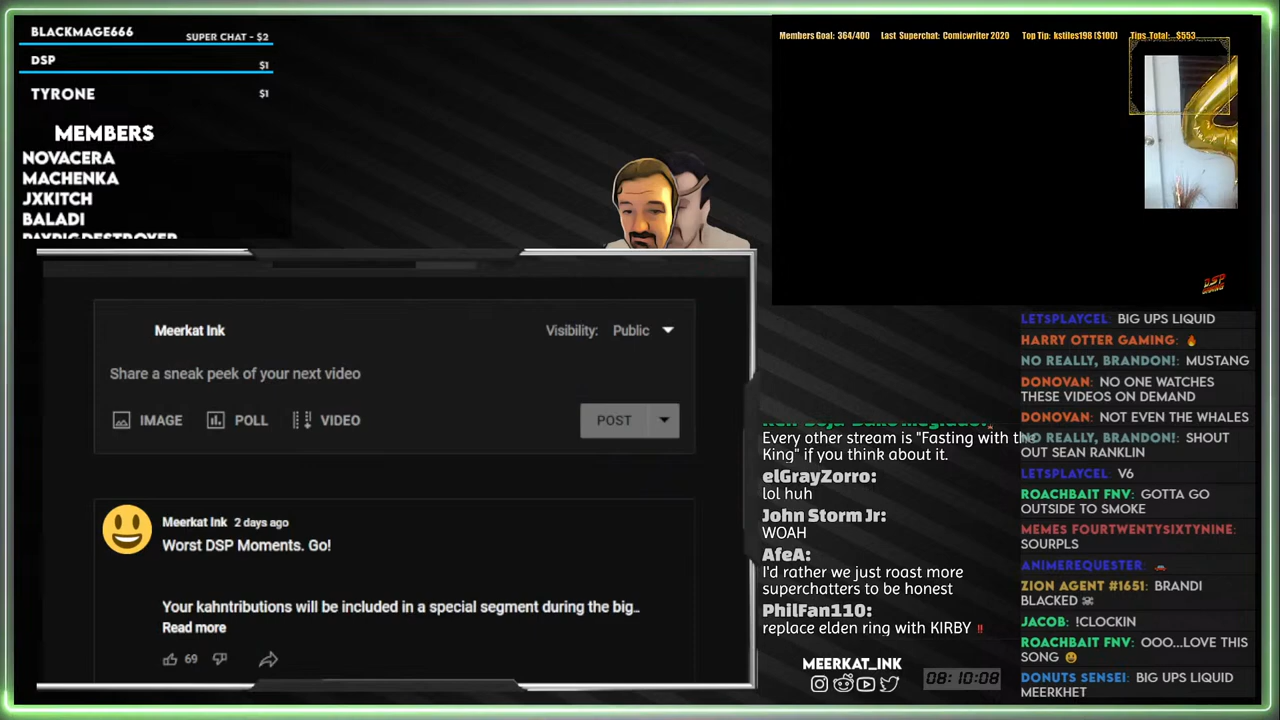 BLACKMAGE666
SUPER CHAT - $2
DSP
$1
TYRONE
$1
MEMBERS
NOVACERA
MACHENKA
JXKITCH
BALADI
PAYPIGDESTROYER
Members Goal: 364/400 Last Superchat: Comicwriter 2020 Top Tip: kstiles198 ($100) Tips Total: $553
DSP
GAMING
Meerkat Ink
Visibility: Public
Share a sneak peek of your next video
IMAGE
POLL
VIDEO
POST
Meerkat Ink 2 days ago
Worst DSP Moments. Go!
Your kahntributions will be included in a special segment during the big...
Read more
69
Every other stream is "Fasting with the
King" if you think about it.
elGrayZorro:
lol huh
John Storm Jr:
WOAH
AfeA:
I'd rather we just roast more
superchatters to be honest
PhilFan110:
replace elden ring with KIRBY ‼
MEERKAT_INK
08:10:08
LETSPLAYCEL: BIG UPS LIQUID
HARRY OTTER GAMING: 🔥
NO REALLY, BRANDON!: MUSTANG
DONOVAN: NO ONE WATCHES
THESE VIDEOS ON DEMAND
DONOVAN: NOT EVEN THE WHALES
NO REALLY, BRANDON!: SHOUT
OUT SEAN RANKLIN
LETSPLAYCEL: V6
ROACHBAIT FNV: GOTTA GO
OUTSIDE TO SMOKE
MEMES FOURTWENTYSIXTYNINE:
SOURPLS
ANIMEREQUESTER: 🚗
ZION AGENT #1651: BRANDI
BLACKED ☠
JACOB: !CLOCKIN
ROACHBAIT FNV: OOO...LOVE THIS
SONG 😃
DONUTS SENSEI: BIG UPS LIQUID
MEERKHET